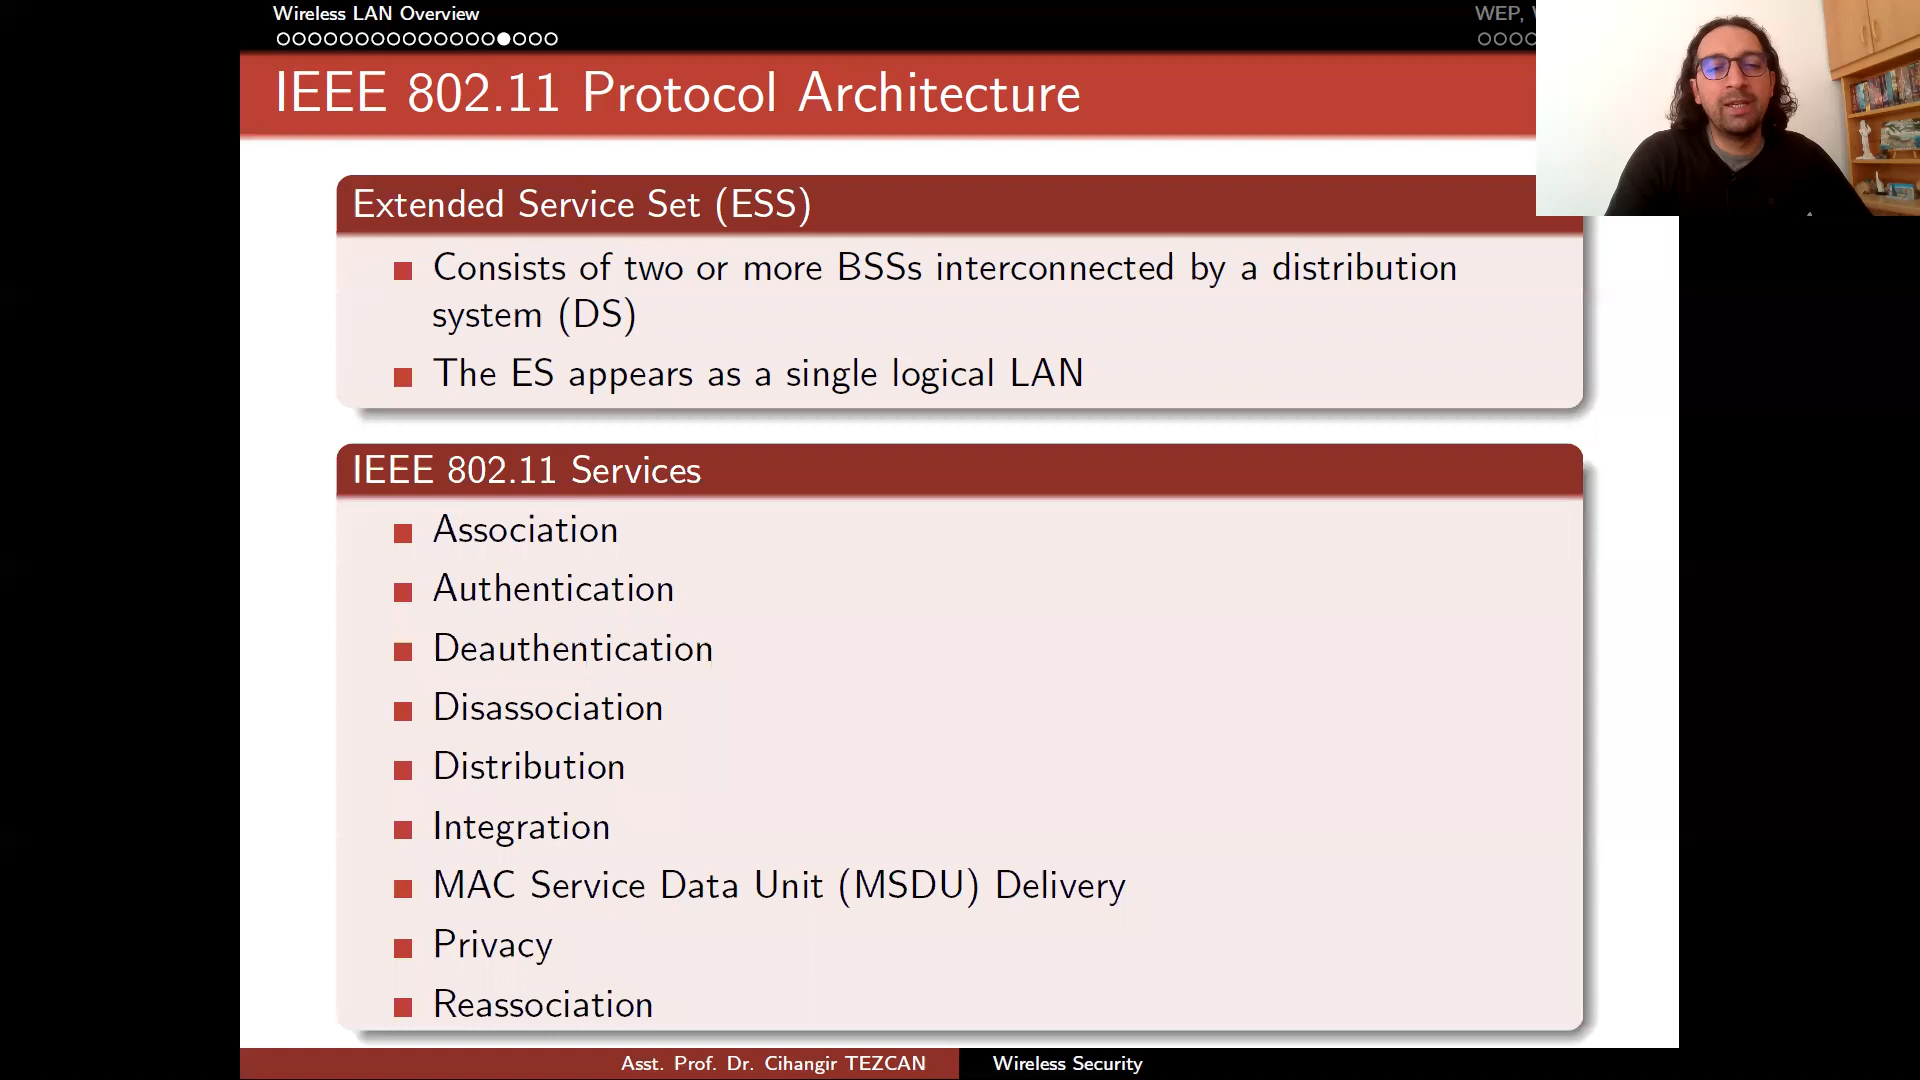 Wireless LAN Overview
WEP,
IEEE 802.11 Protocol Architecture
Extended Service Set (ESS)
Consists of two or more BSSs interconnected by a distribution
system (DS)
The ES appears as a single logical LAN
IEEE 802.11 Services
Association
Authentication
Deauthentication
Disassociation
Distribution
Integration
MAC Service Data Unit (MSDU) Delivery
Privacy
Reassociation
Asst. Prof. Dr. Cihangir TEZCAN
Wireless Security